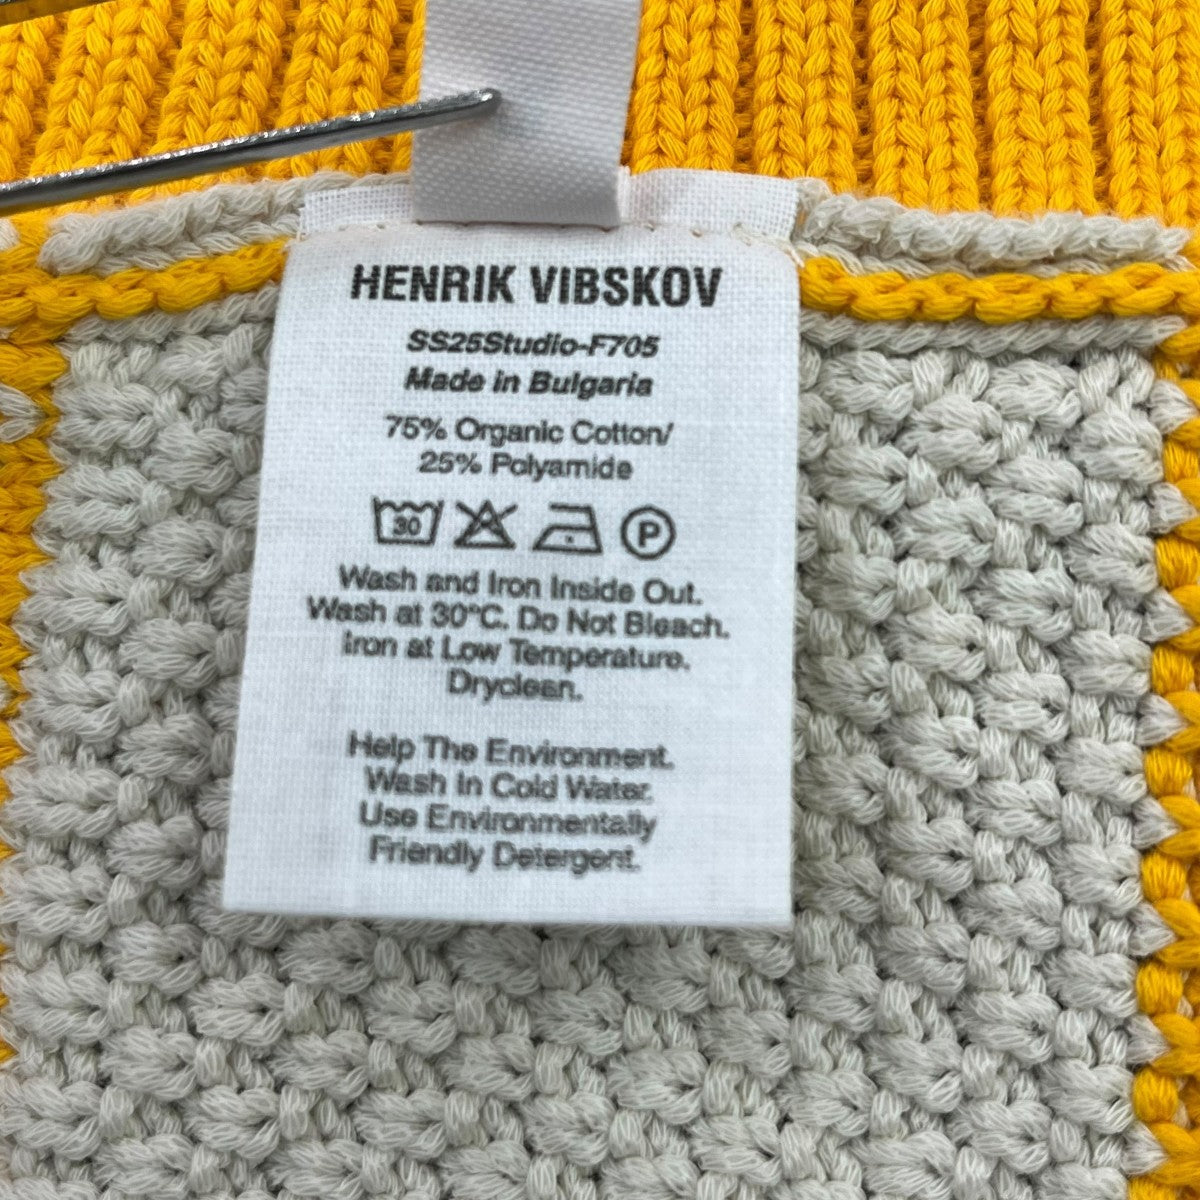 HENRIK VIBSKOV
SS25Studio-F705
Made in Bulgaria
75% Organic Cotton/
25% Polyamide
30 P
Wash and Iron Inside Out.
Wash at 30°C. Do Not Bleach.
Iron at Low Temperature.
Dryclean.
Help The Environment.
Wash In Cold Water.
Use Environmentally
Friendly Detergent.